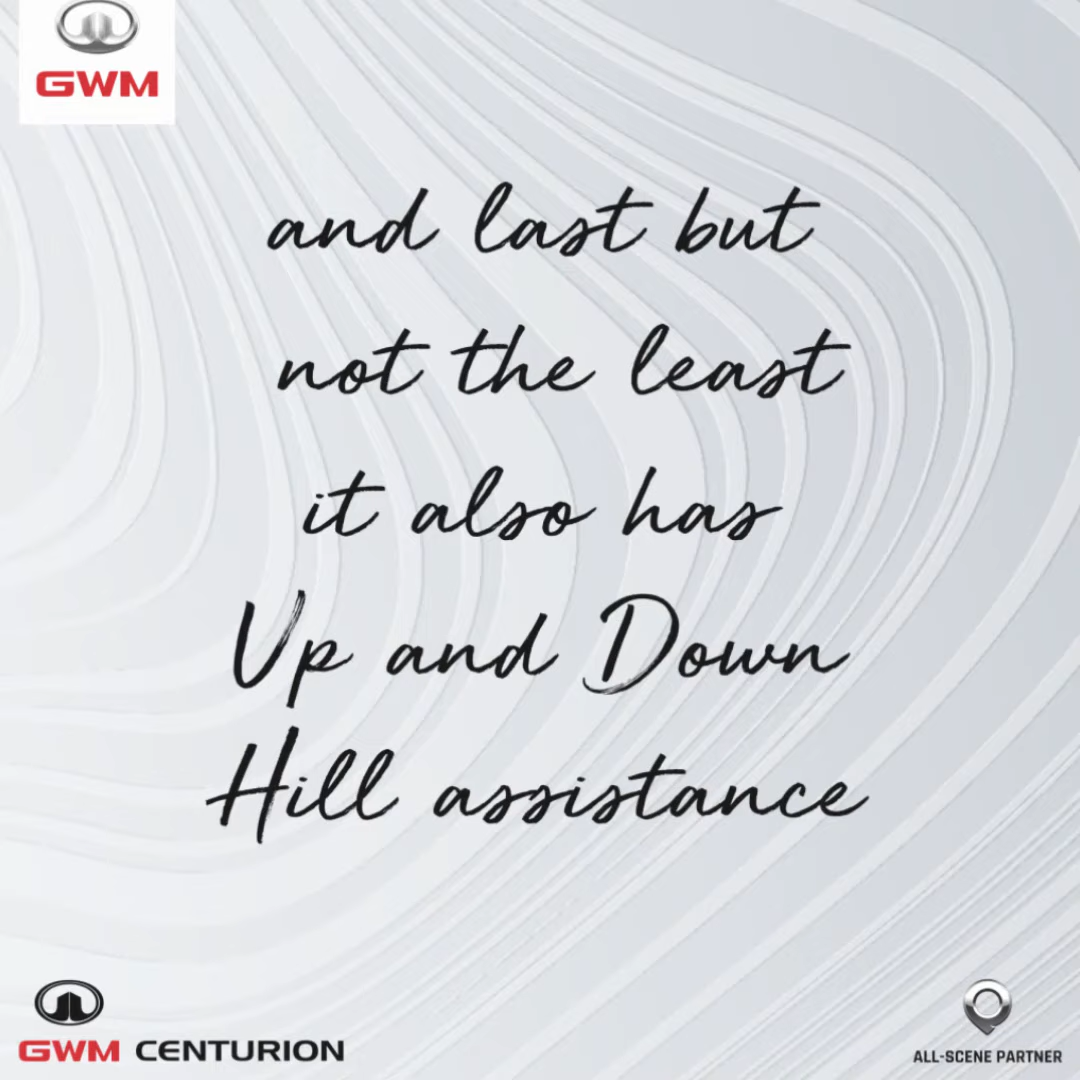 GWM
and last but
not the least
it also has
Up and Down
Hill assistance
GWM CENTURION
ALL-SCENE PARTNER